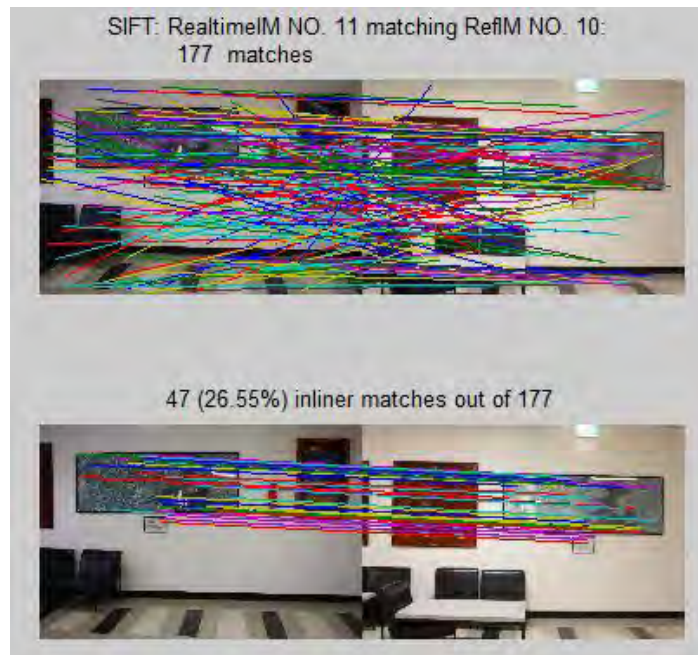 SIFT: RealtimeIM NO. 11 matching RefIM NO. 10:
177 matches
47 (26.55%) inliner matches out of 177